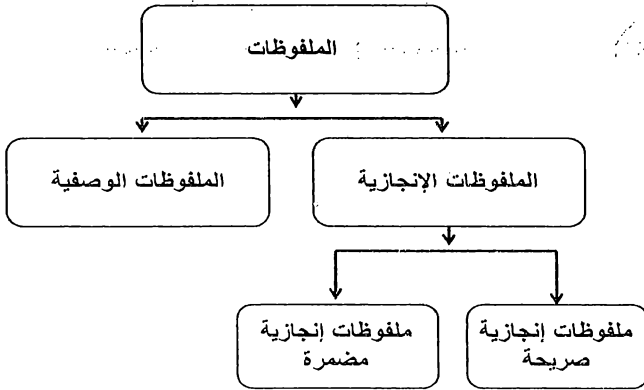 الملفوظات
الملفوظات الإنجازية
الملفوظات الوصفية
ملفوظات إنجازية
صريحة
ملفوظات إنجازية
مضمرة